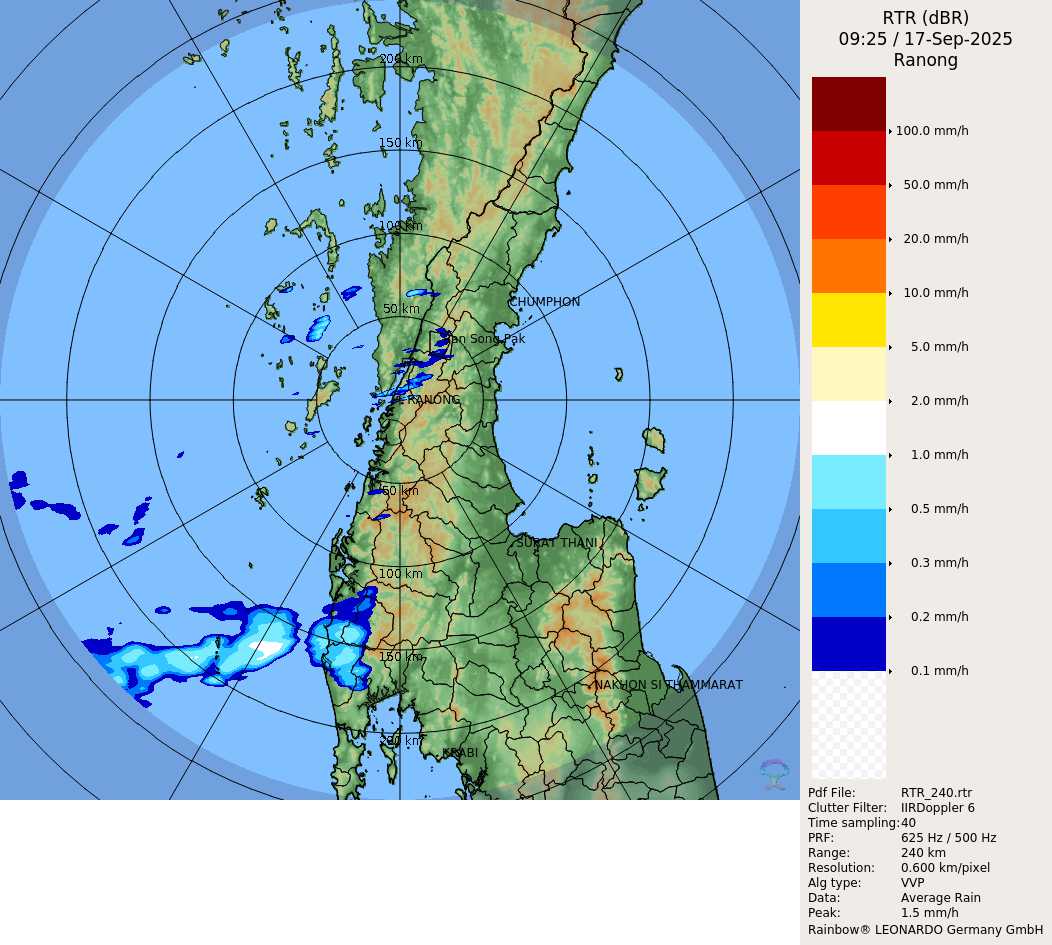 RTR (dBR)
09:25 / 17-Sep-2025
Ranong
200 km
150 km
100 km
50 km
CHUMPHON
Song Pak
RANONG
50 km
SURAT THANI
100 km
150 km
NAKHON SI THAMMARAT
KRABI
100.0 mm/h
50.0 mm/h
20.0 mm/h
10.0 mm/h
5.0 mm/h
2.0 mm/h
1.0 mm/h
0.5 mm/h
0.3 mm/h
0.2 mm/h
0.1 mm/h
Pdf File: RTR_240.rtr
Clutter Filter: IIRDoppler 6
Time sampling: 40
PRF: 625 Hz / 500 Hz
Range: 240 km
Resolution: 0.600 km/pixel
Alg type: VVP
Data: Average Rain
Peak: 1.5 mm/h
Rainbow® LEONARDO Germany GmbH